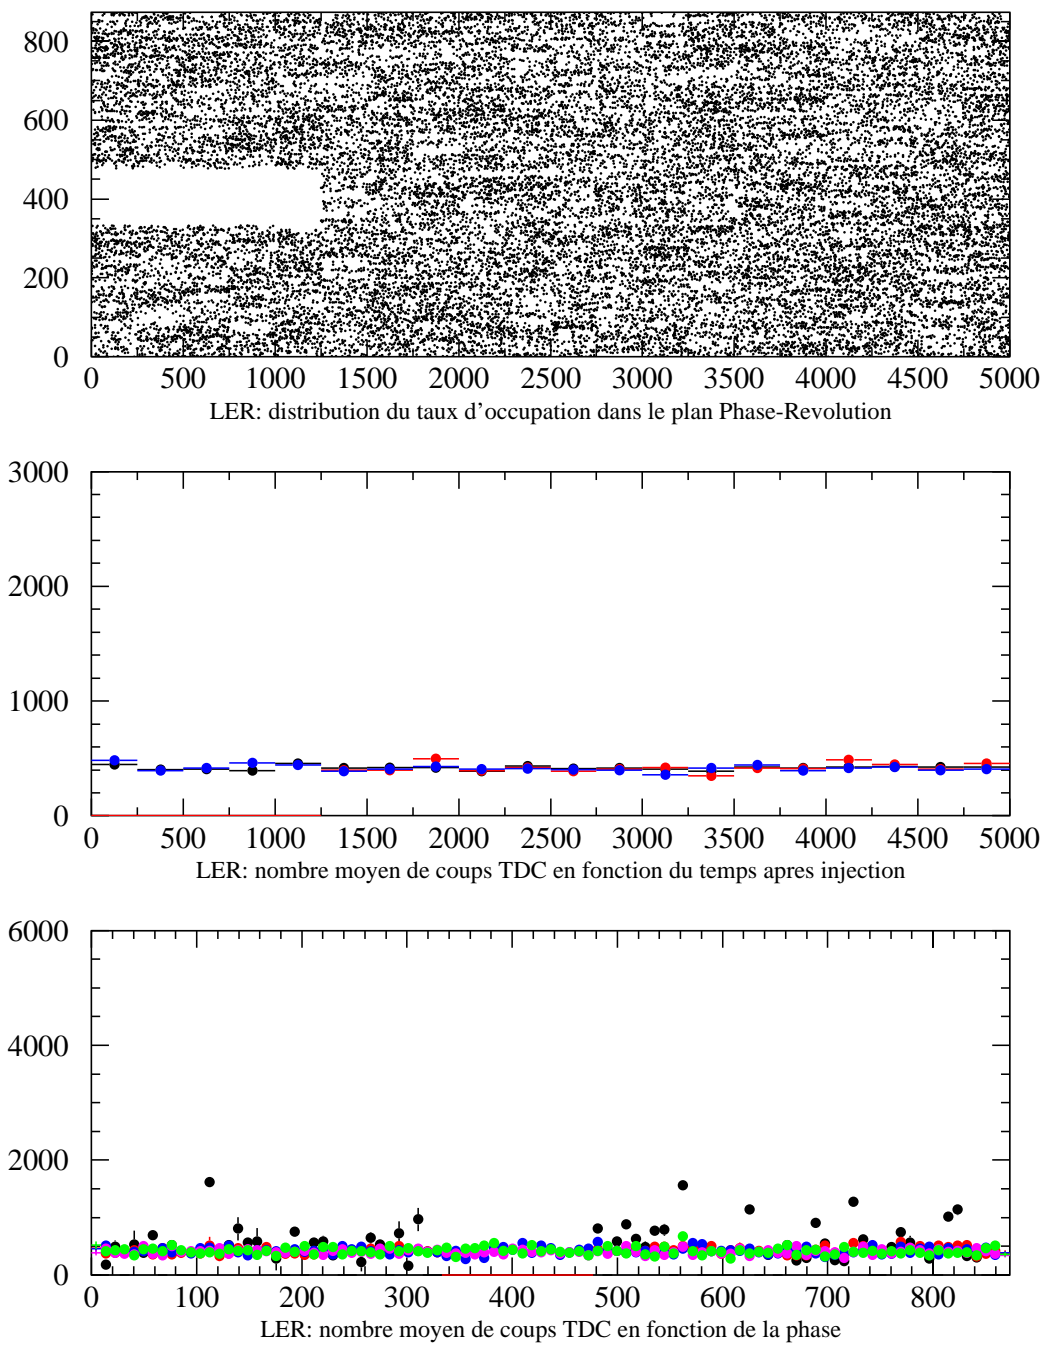 800
600
400
200
0
0 500 1000 1500 2000 2500 3000 3500 4000 4500 5000
LER: distribution du taux d'occupation dans le plan Phase-Revolution
3000
2000
1000
0
0 500 1000 1500 2000 2500 3000 3500 4000 4500 5000
LER: nombre moyen de coups TDC en fonction du temps apres injection
6000
4000
2000
0
0 100 200 300 400 500 600 700 800
LER: nombre moyen de coups TDC en fonction de la phase